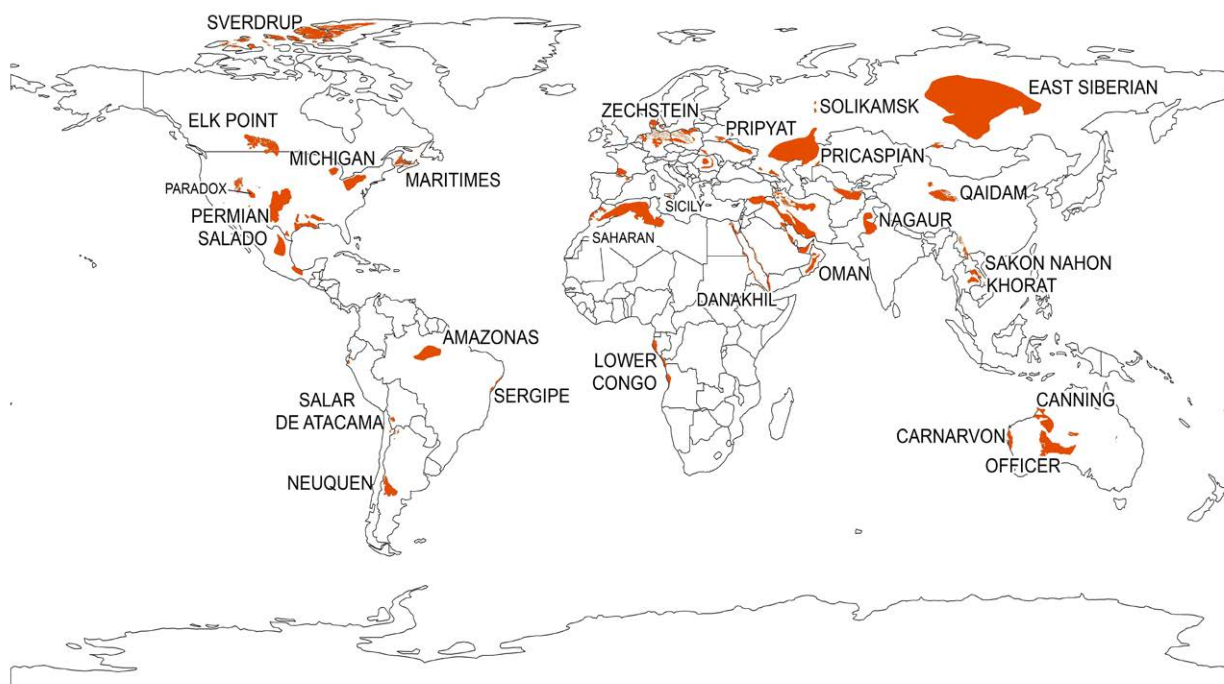 SVERDRUP
EAST SIBERIAN
ZECHSTEIN
SOLIKAMSK
ELK POINT
PRIPYAT
MICHIGAN
PRICASPIAN
MARITIMES
PARADOX
QAIDAM
SICILY
PERMIAN
SALADO
NAGAUR
SAHARAN
SAKON NAHON
OMAN
KHORAT
DANAKHIL
AMAZONAS
LOWER
CONGO
SERGIPE
SALAR
DE ATACAMA
CANNING
CARNARVON
OFFICER
NEUQUEN